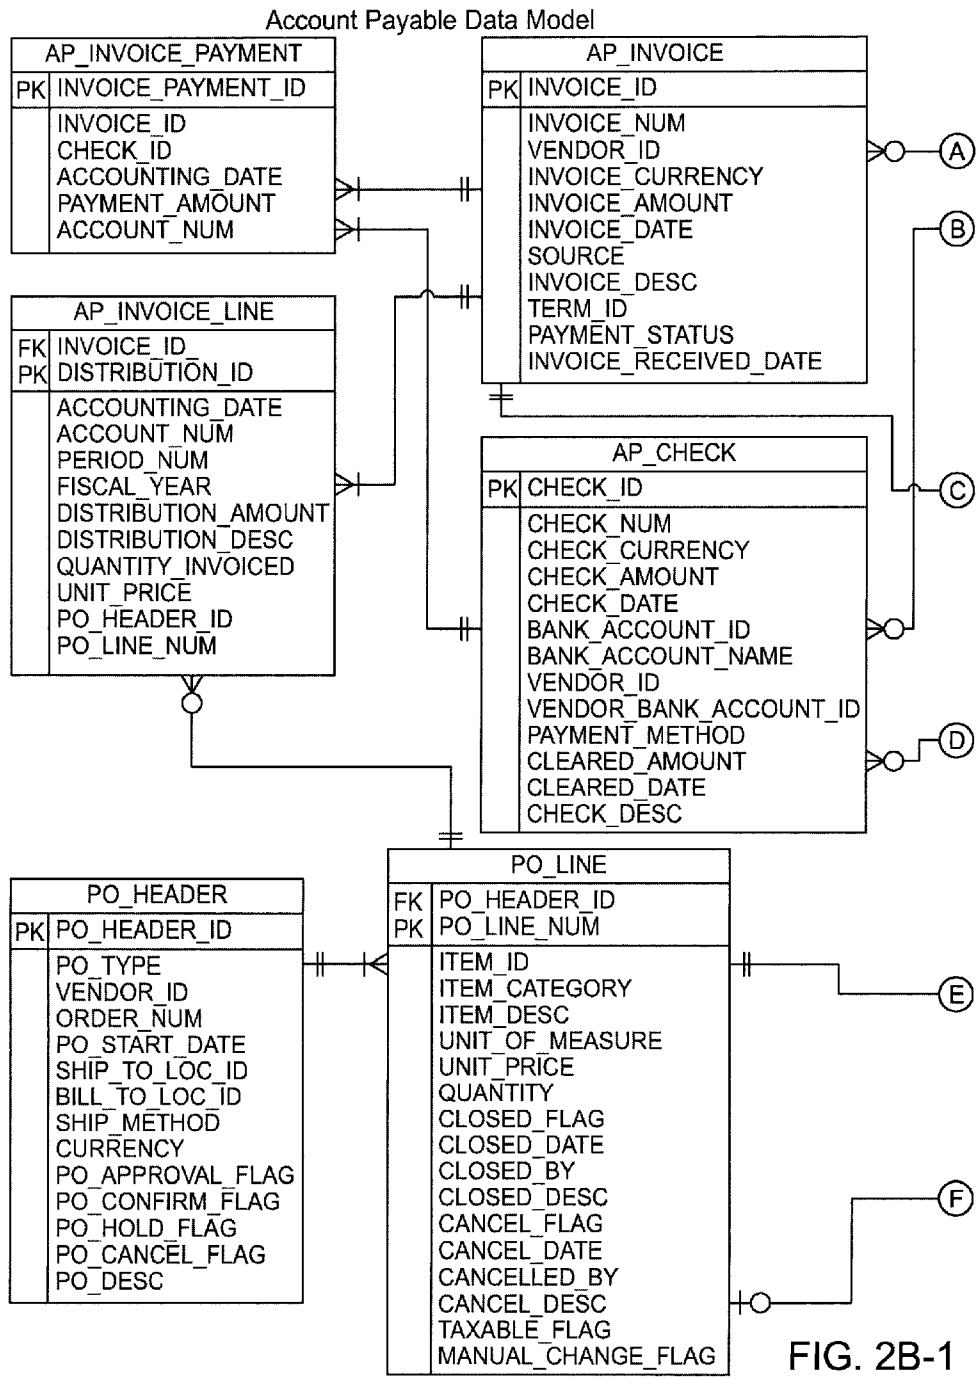 Account Payable Data Model
AP_INVOICE_PAYMENT
PK INVOICE_PAYMENT_ID
INVOICE_ID
CHECK_ID
ACCOUNTING_DATE
PAYMENT_AMOUNT
ACCOUNT_NUM
AP_INVOICE
PK INVOICE_ID
INVOICE_NUM
VENDOR_ID
INVOICE_CURRENCY
INVOICE_AMOUNT
INVOICE_DATE
SOURCE
INVOICE_DESC
TERM_ID
PAYMENT_STATUS
INVOICE_RECEIVED_DATE
A
B
AP_INVOICE_LINE
FK INVOICE_ID_
PK DISTRIBUTION_ID
ACCOUNTING_DATE
ACCOUNT_NUM
PERIOD_NUM
FISCAL_YEAR
DISTRIBUTION_AMOUNT
DISTRIBUTION_DESC
QUANTITY_INVOICED
UNIT_PRICE
PO_HEADER_ID
PO_LINE_NUM
AP_CHECK
PK CHECK_ID
CHECK_NUM
CHECK_CURRENCY
CHECK_AMOUNT
CHECK_DATE
BANK_ACCOUNT_ID
BANK_ACCOUNT_NAME
VENDOR_ID
VENDOR_BANK_ACCOUNT_ID
PAYMENT_METHOD
CLEARED_AMOUNT
CLEARED_DATE
CHECK_DESC
C
D
PO_HEADER
PK PO_HEADER_ID
PO_TYPE
VENDOR_ID
ORDER_NUM
PO_START_DATE
SHIP_TO_LOC_ID
BILL_TO_LOC_ID
SHIP_METHOD
CURRENCY
PO_APPROVAL_FLAG
PO_CONFIRM_FLAG
PO_HOLD_FLAG
PO_CANCEL_FLAG
PO_DESC
PO_LINE
FK PO_HEADER_ID
PK PO_LINE_NUM
ITEM_ID
ITEM_CATEGORY
ITEM_DESC
UNIT_OF_MEASURE
UNIT_PRICE
QUANTITY
CLOSED_FLAG
CLOSED_DATE
CLOSED_BY
CLOSED_DESC
CANCEL_FLAG
CANCEL_DATE
CANCELLED_BY
CANCEL_DESC
TAXABLE_FLAG
MANUAL_CHANGE_FLAG
E
F
FIG. 2B-1